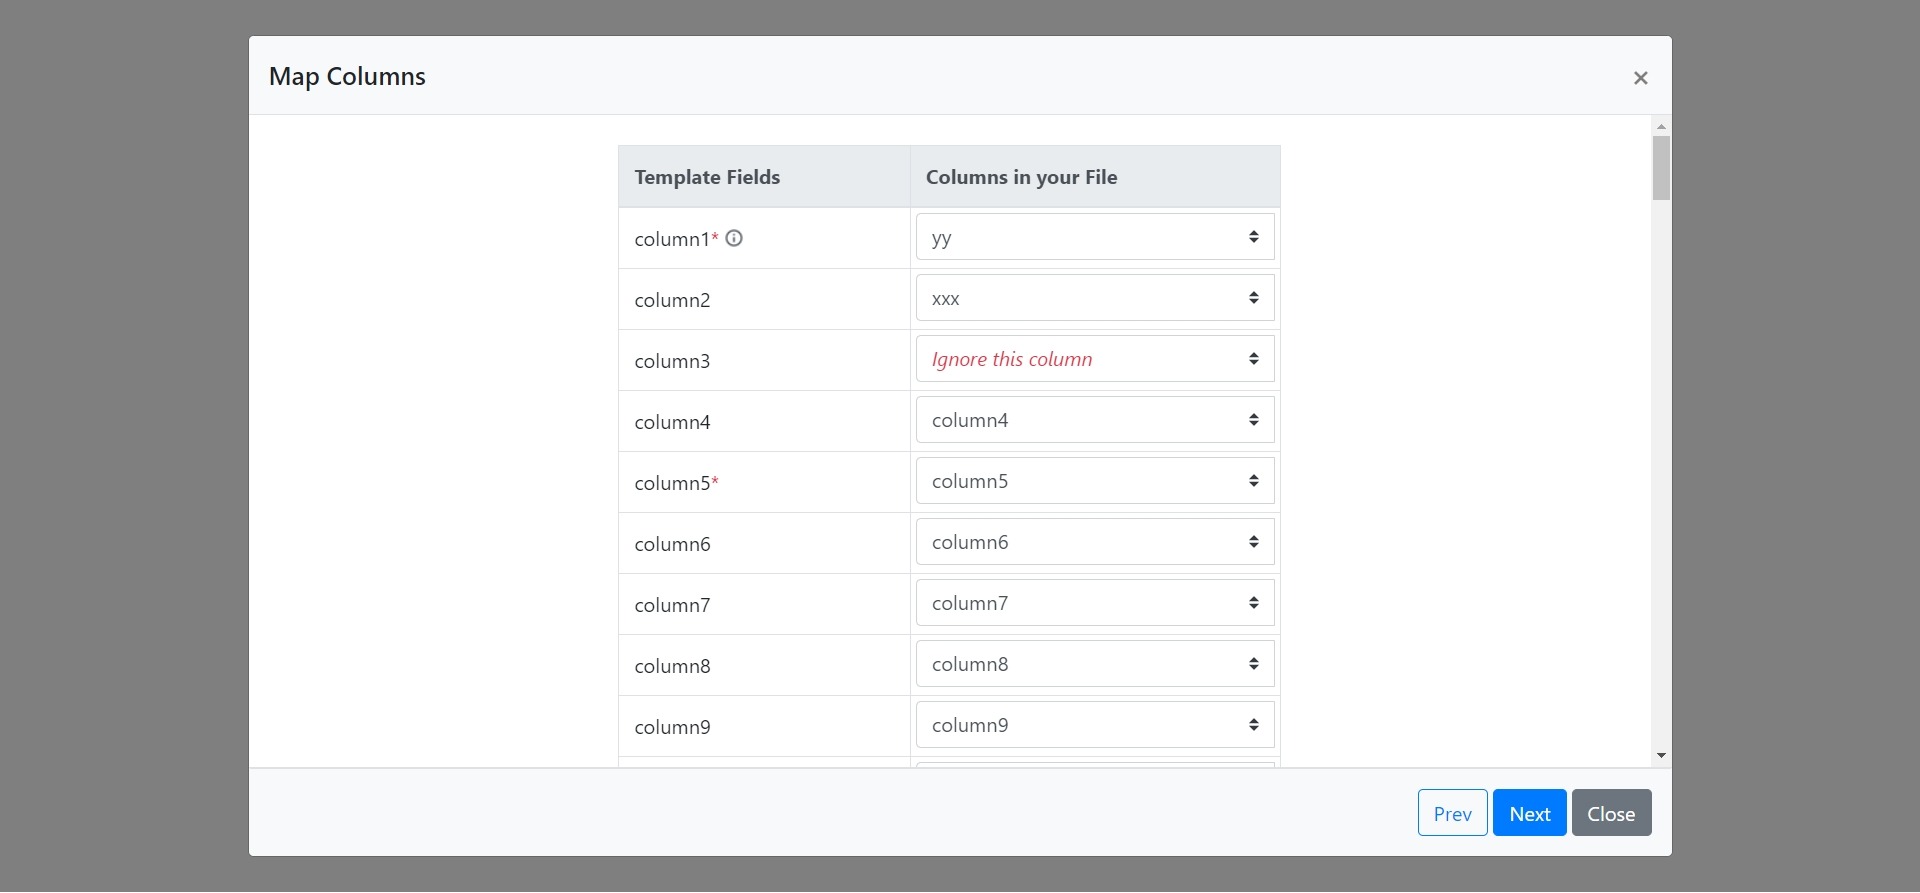 Map Columns ×
Template Fields Columns in your File
column1* yy
column2 xxx
column3 Ignore this column
column4 column4
column5* column5
column6 column6
column7 column7
column8 column8
column9 column9
Prev Next Close